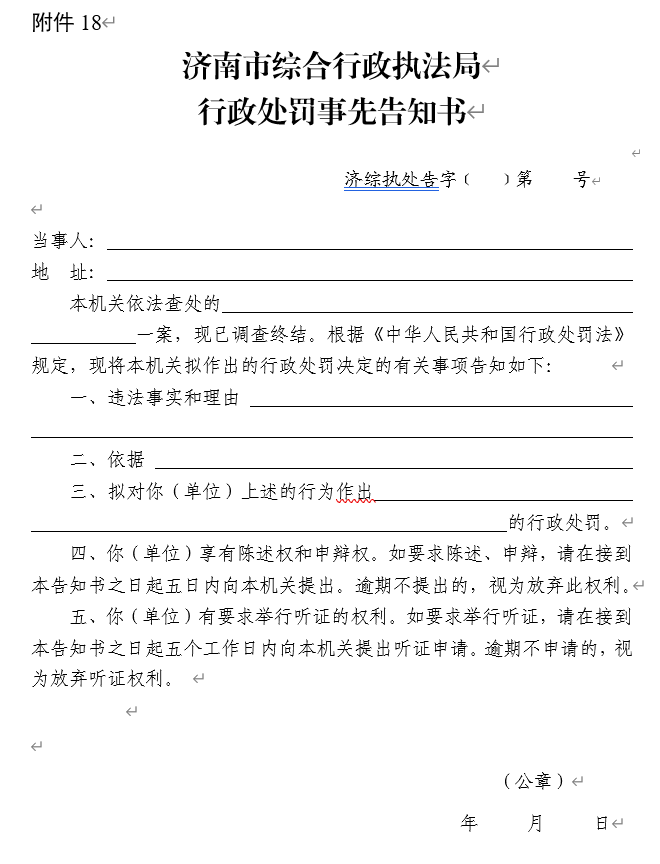 附件 18
济南市综合行政执法局
行政处罚事先告知书
济综执处告字（ ）第 号
当事人：
地 址：
本机关依法查处的
一案，现已调查终结。根据《中华人民共和国行政处罚法》
规定，现将本机关拟作出的行政处罚决定的有关事项告知如下：
一、违法事实和理由
二、依据
三、拟对你（单位）上述的行为作出
的行政处罚。
四、你（单位）享有陈述权和申辩权。如要求陈述、申辩，请在接到
本告知书之日起五日内向本机关提出。逾期不提出的，视为放弃此权利。
五、你（单位）有要求举行听证的权利。如要求举行听证，请在接到
本告知书之日起五个工作日内向本机关提出听证申请。逾期不申请的，视
为放弃听证权利。
（公章）
年 月 日